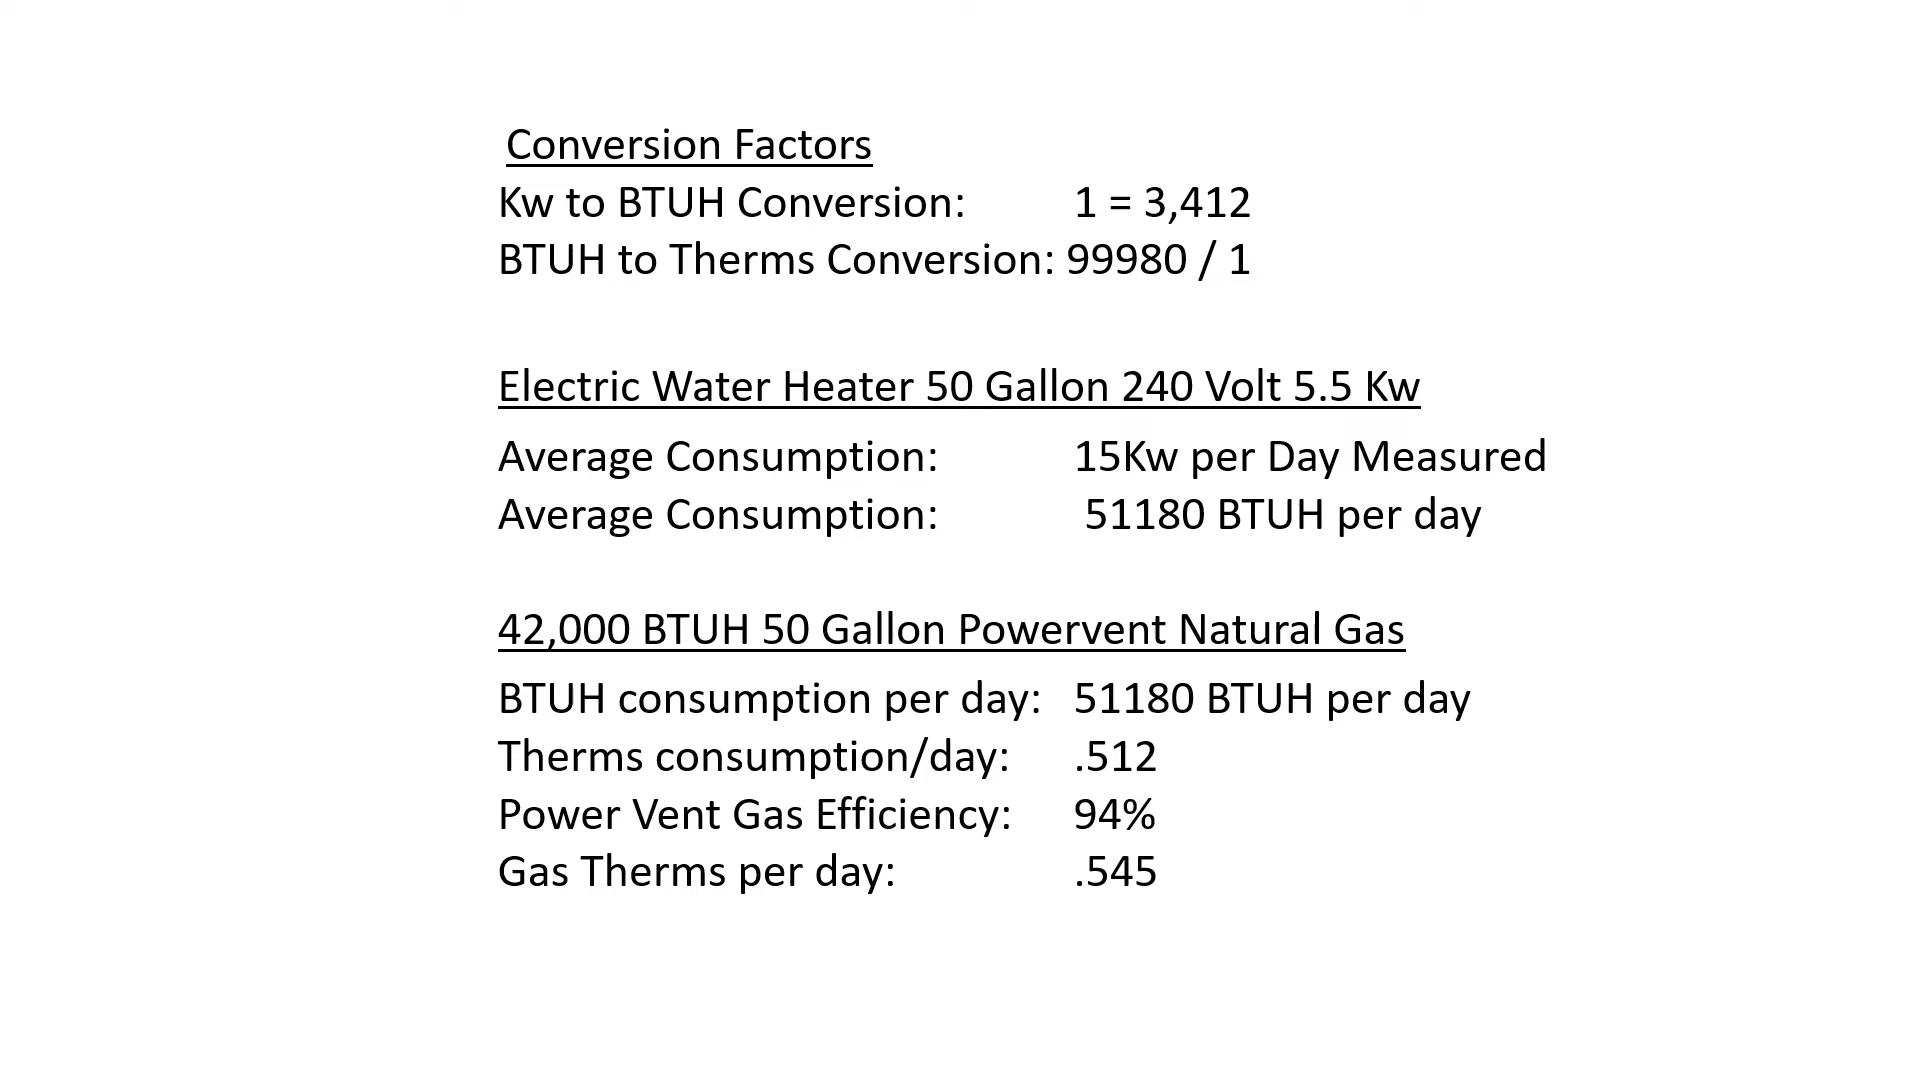 Conversion Factors
Kw to BTUH Conversion: 1 = 3,412
BTUH to Therms Conversion: 99980 / 1
Electric Water Heater 50 Gallon 240 Volt 5.5 Kw
Average Consumption: 15Kw per Day Measured
Average Consumption: 51180 BTUH per day
42,000 BTUH 50 Gallon Powervent Natural Gas
BTUH consumption per day: 51180 BTUH per day
Therms consumption/day: .512
Power Vent Gas Efficiency: 94%
Gas Therms per day: .545